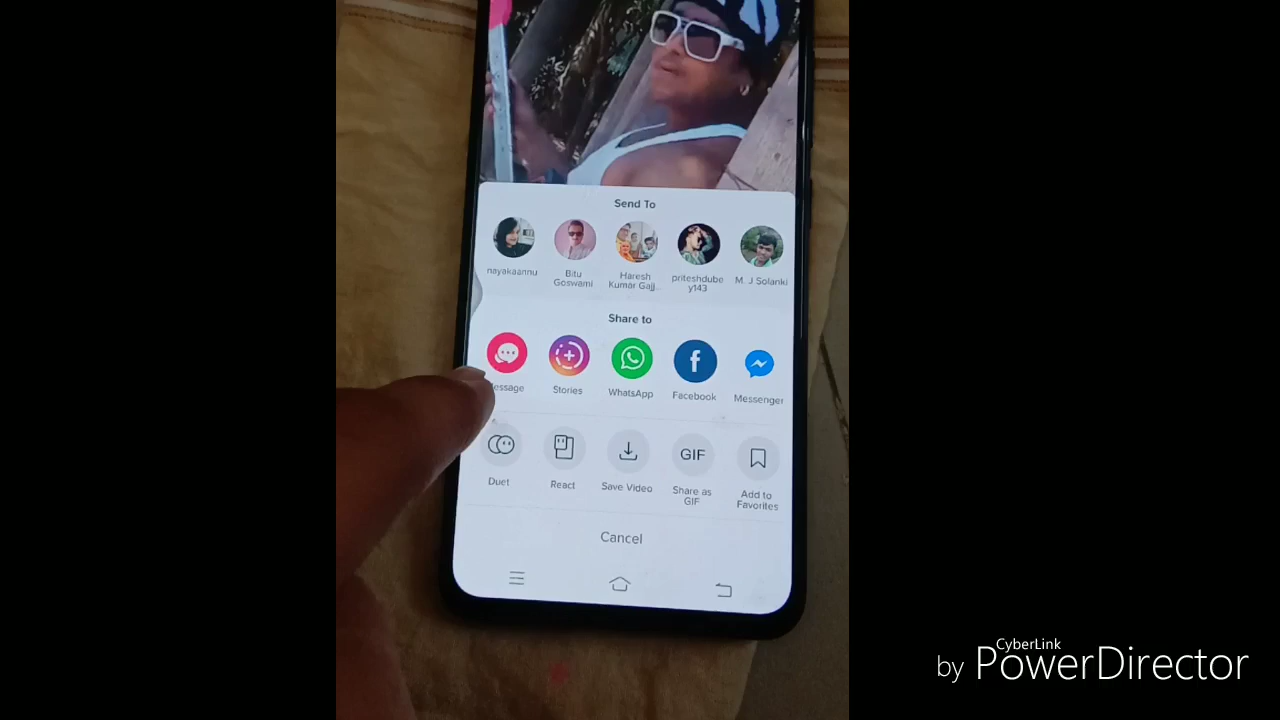 Send To
nayakaannu
Bitu
Goswami
Haresh
Kumar Gajj..
priteshdube
y143
M. J Solanki
Share to
essage
Stories
WhatsApp
Facebook
Messenger
Duet
React
Save Video
GIF
Share as
GIF
Add to
Favorites
Cancel
CyberLink
by PowerDirector